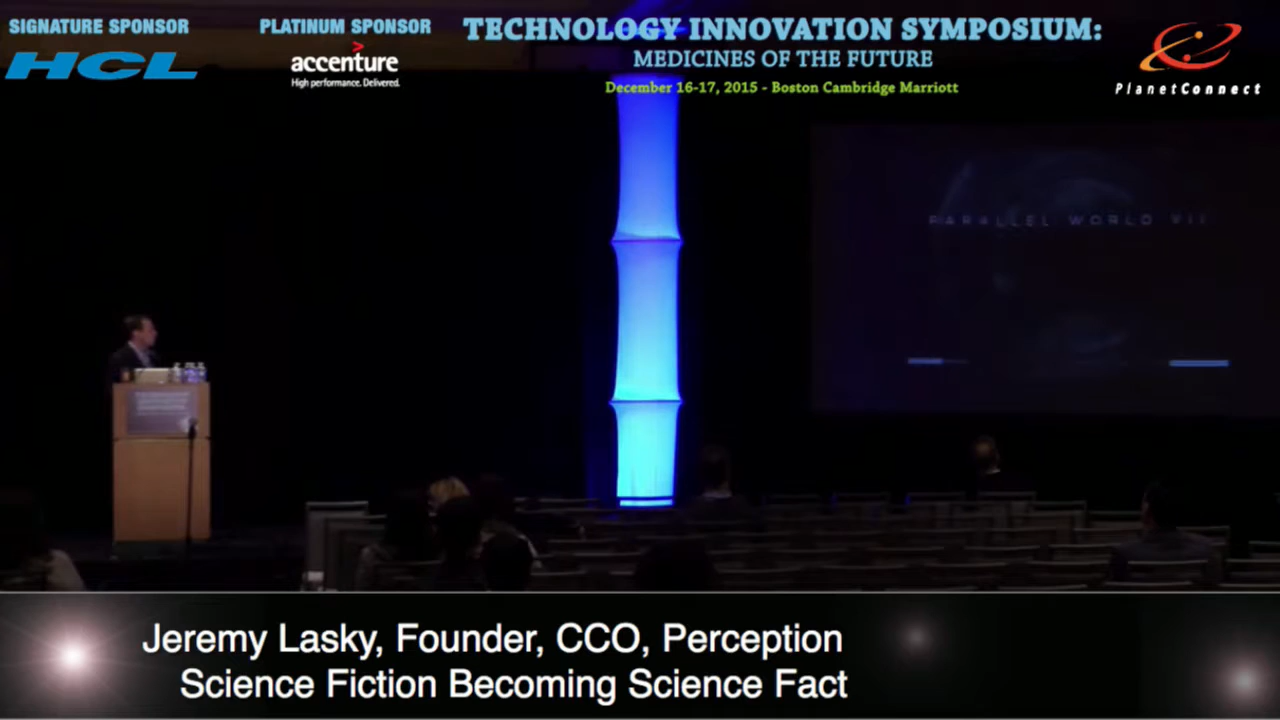 SIGNATURE SPONSOR
HCL
PLATINUM SPONSOR
accenture
High performance. Delivered.
TECHNOLOGY INNOVATION SYMPOSIUM:
MEDICINES OF THE FUTURE
December 16-17, 2015 - Boston Cambridge Marriott
PlanetConnect
PARALLEL WORLD VII
Jeremy Lasky, Founder, CCO, Perception
Science Fiction Becoming Science Fact